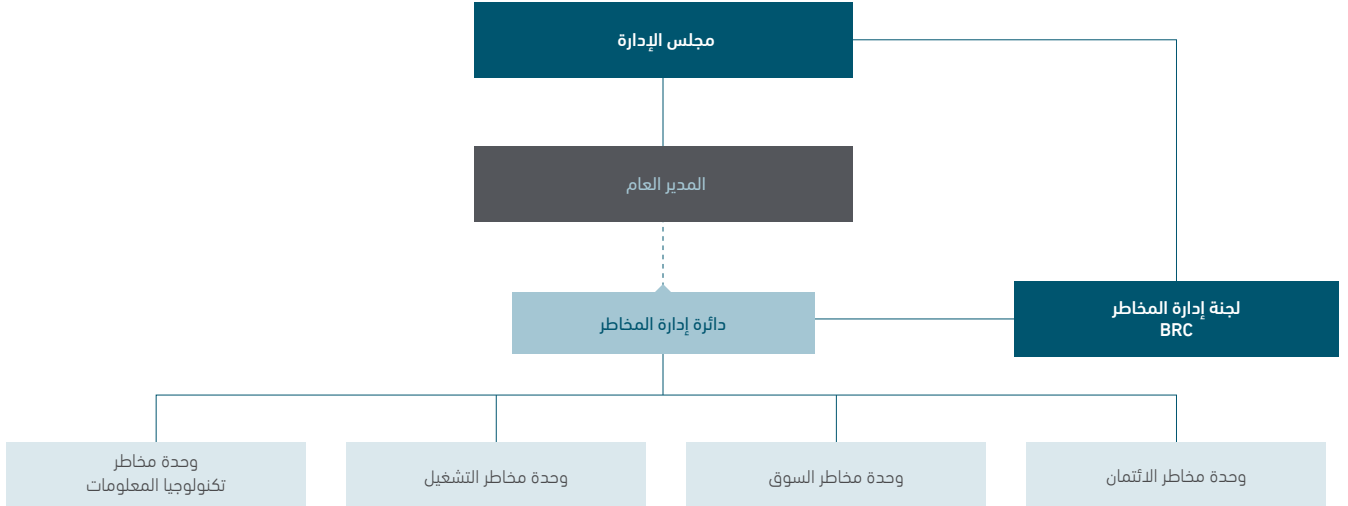 مجلس الإدارة
المدير العام
لجنة إدارة المخاطر
BRC
دائرة إدارة المخاطر
وحدة مخاطر الائتمان
وحدة مخاطر السوق
وحدة مخاطر التشغيل
وحدة مخاطر
تكنولوجيا المعلومات